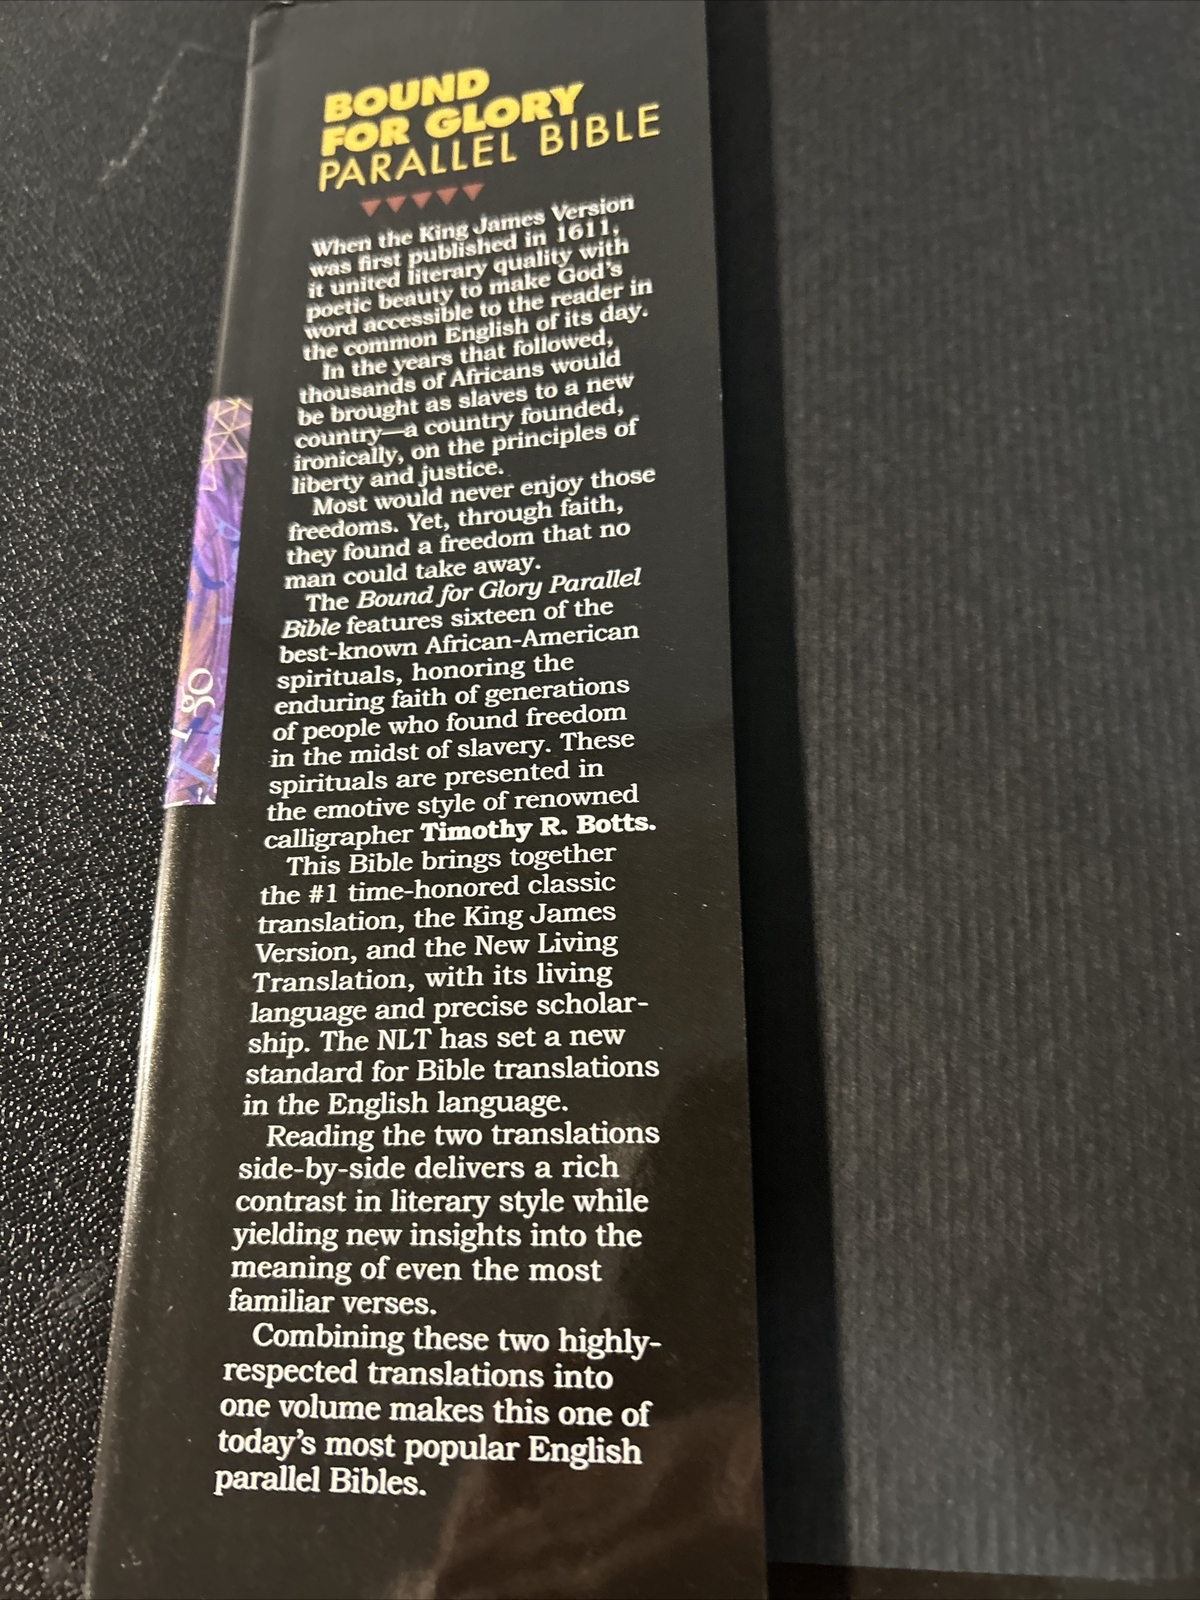 BOUND
FOR GLORY
PARALLEL BIBLE
When the King James Version
was first published in 1611,
it united literary quality with
poetic beauty to make God's
word accessible to the reader in
the common English of its day.
In the years that followed,
thousands of Africans would
be brought as slaves to a new
country—a country founded,
ironically, on the principles of
liberty and justice.
Most would never enjoy those
freedoms. Yet, through faith,
they found a freedom that no
man could take away.
The Bound for Glory Parallel
Bible features sixteen of the
best-known African-American
spirituals, honoring the
enduring faith of generations
of people who found freedom
in the midst of slavery. These
spirituals are presented in
the emotive style of renowned
calligrapher Timothy R. Botts.
This Bible brings together
the #1 time-honored classic
translation, the King James
Version, and the New Living
Translation, with its living
language and precise scholar-
ship. The NLT has set a new
standard for Bible translations
in the English language.
Reading the two translations
side-by-side delivers a rich
contrast in literary style while
yielding new insights into the
meaning of even the most
familiar verses.
Combining these two highly-
respected translations into
one volume makes this one of
today's most popular English
parallel Bibles.